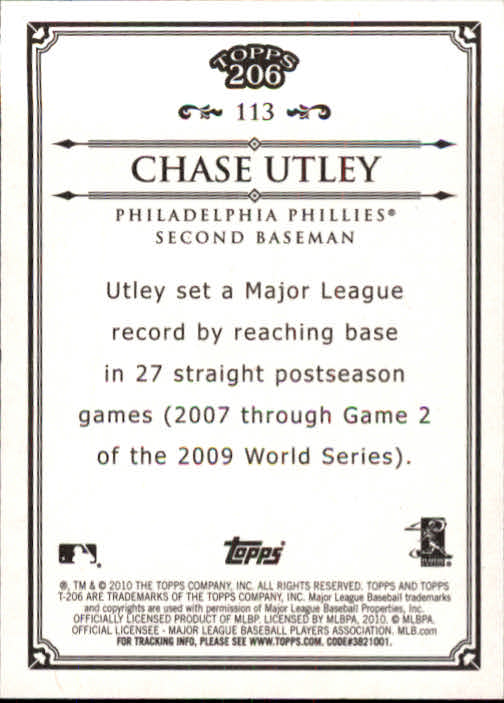 TOPPS
206
113
CHASE UTLEY
PHILADELPHIA PHILLIES®
SECOND BASEMAN
Utley set a Major League
record by reaching base
in 27 straight postseason
games (2007 through Game 2
of the 2009 World Series).
Topps
®, TM & © 2010 THE TOPPS COMPANY, INC. ALL RIGHTS RESERVED. TOPPS AND TOPPS
T-206 ARE TRADEMARKS OF THE TOPPS COMPANY, INC. Major League Baseball trademarks
and copyrights are used with permission of Major League Baseball Properties, Inc.
OFFICIALLY LICENSED PRODUCT OF MLBP. LICENSED BY MLBPA, 2010. © MLBPA,
OFFICIAL LICENSEE - MAJOR LEAGUE BASEBALL PLAYERS ASSOCIATION. MLB.com
FOR TRACKING INFO, PLEASE SEE WWW.TOPPS.COM. CODE#3821001.